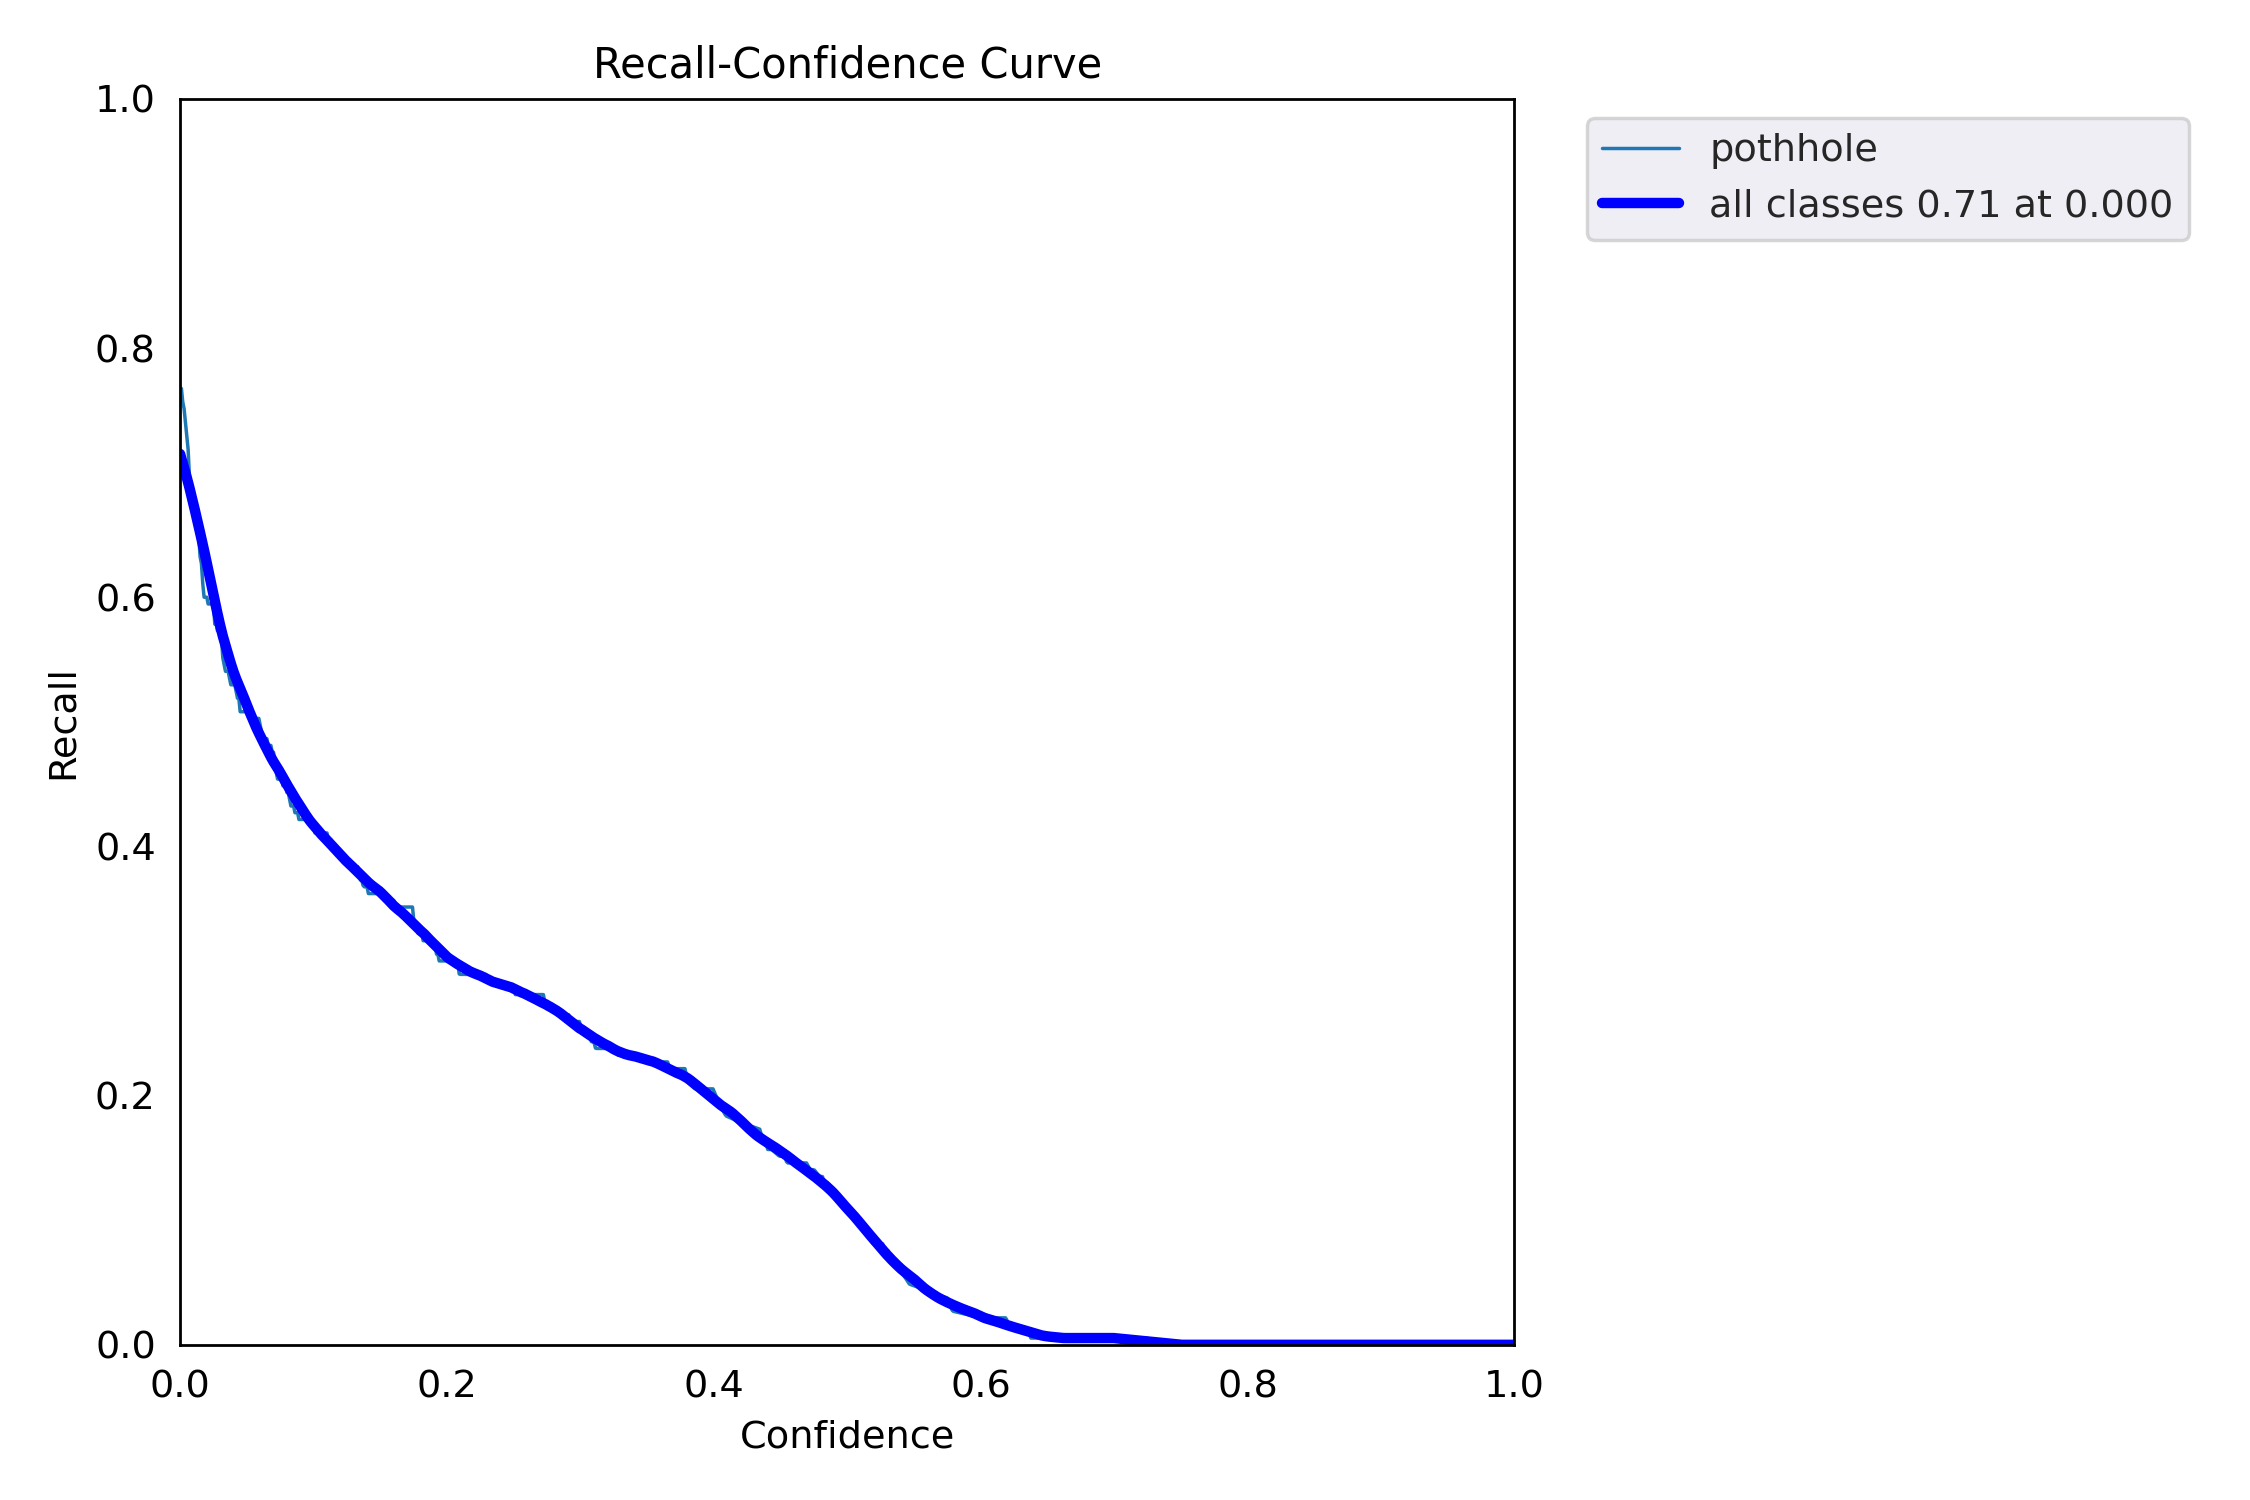 Recall-Confidence Curve
1.0
0.8
0.6
0.4
0.2
0.0
Recall
0.0 0.2 0.4 0.6 0.8 1.0
Confidence
pothhole
all classes 0.71 at 0.000